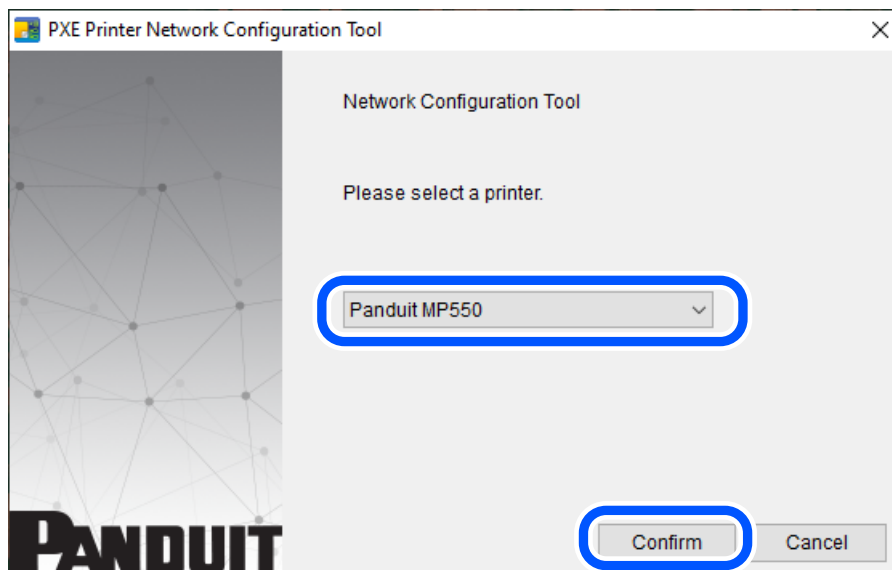 PXE Printer Network Configuration Tool
Network Configuration Tool
Please select a printer.
Panduit MP550
Confirm
Cancel
PANDUIT